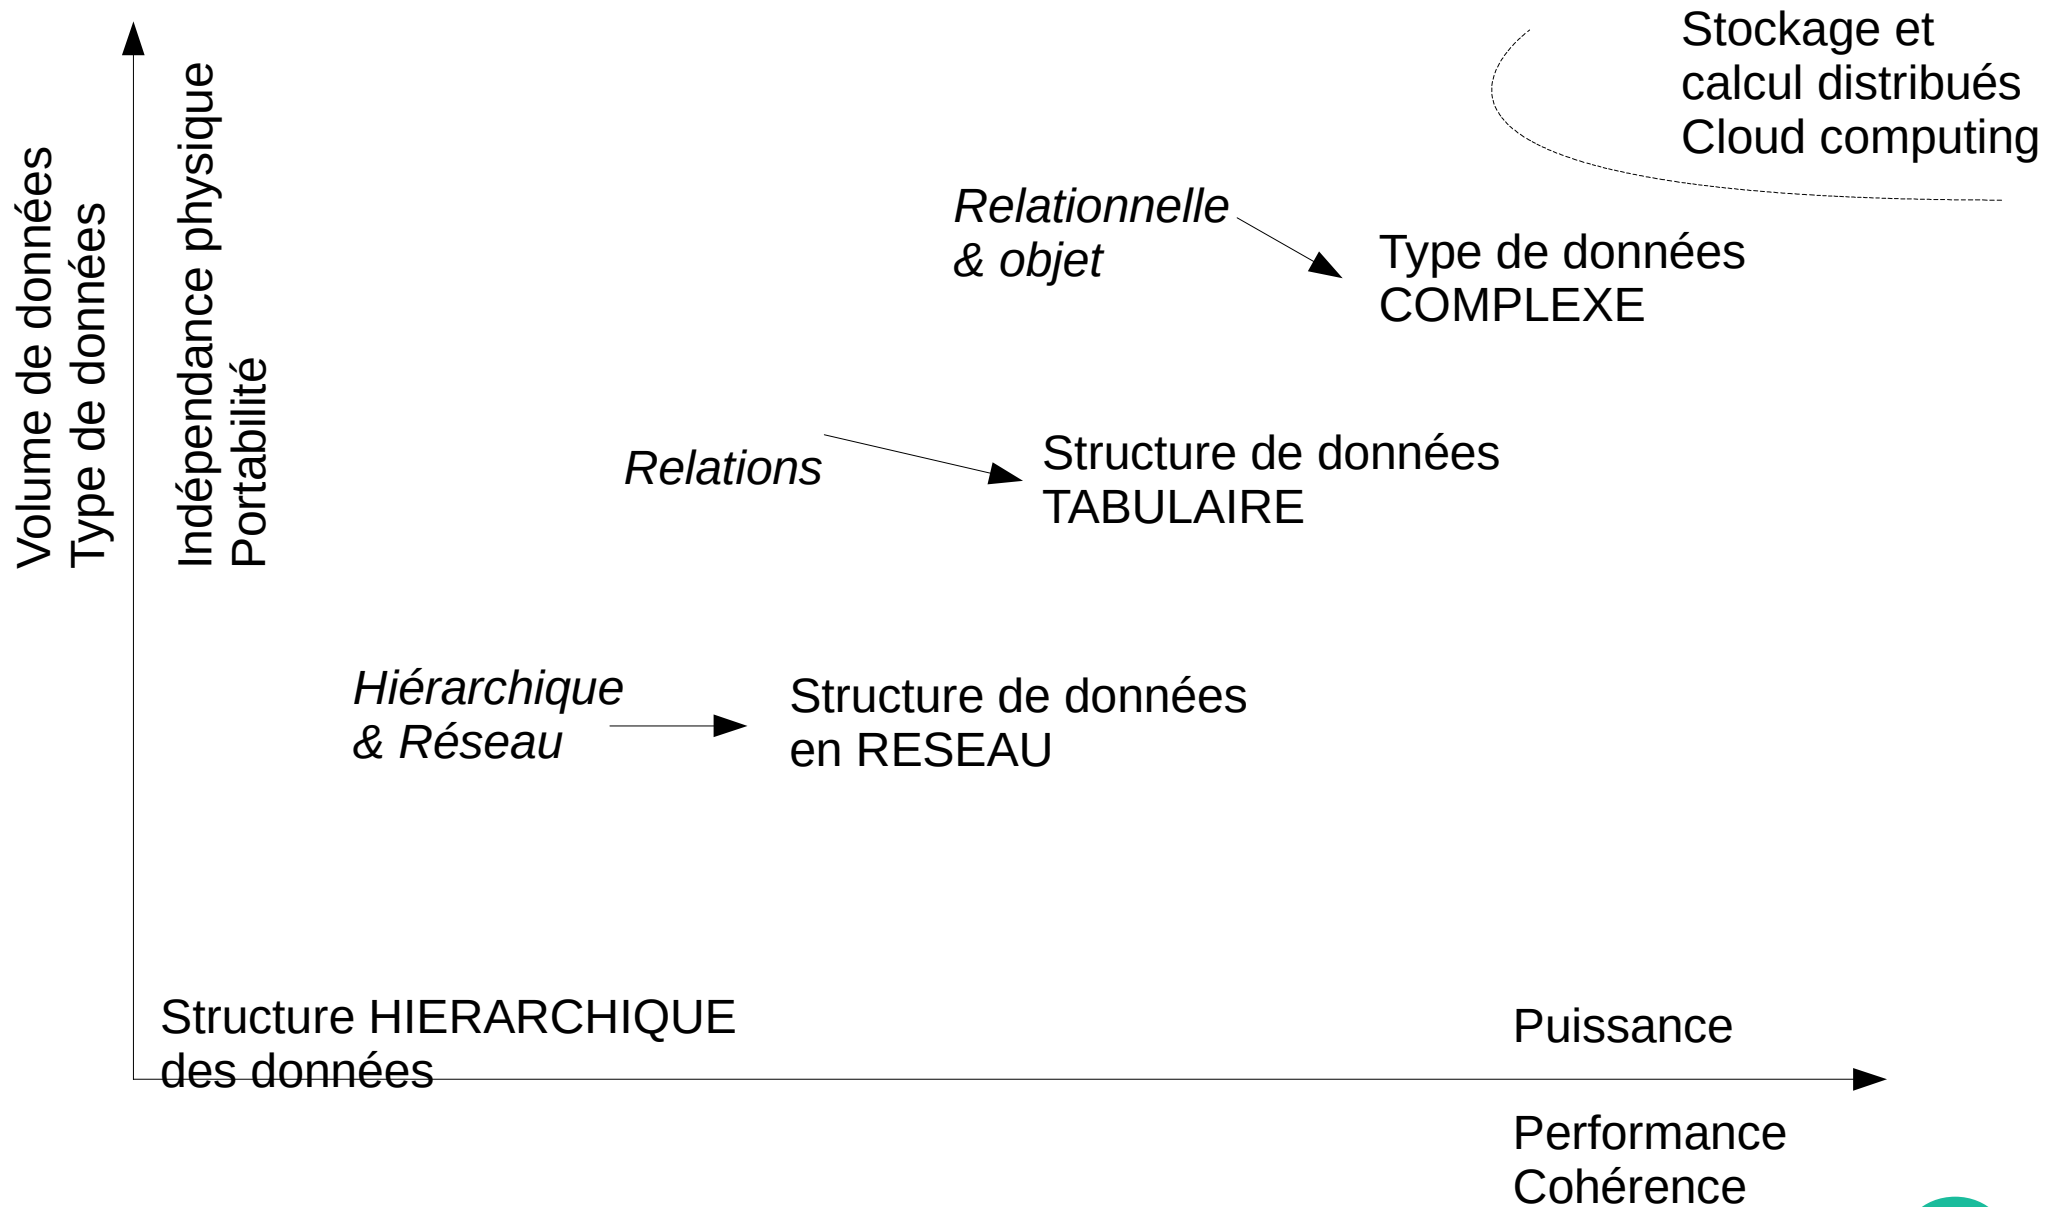 Volume de données
Type de données
Indépendance physique
Portabilité
Stockage et
calcul distribués
Cloud computing
Relationnelle
& objet
Type de données
COMPLEXE
Relations
Structure de données
TABULAIRE
Hiérarchique
& Réseau
Structure de données
en RESEAU
Structure HIERARCHIQUE
des données
Puissance
Performance
Cohérence